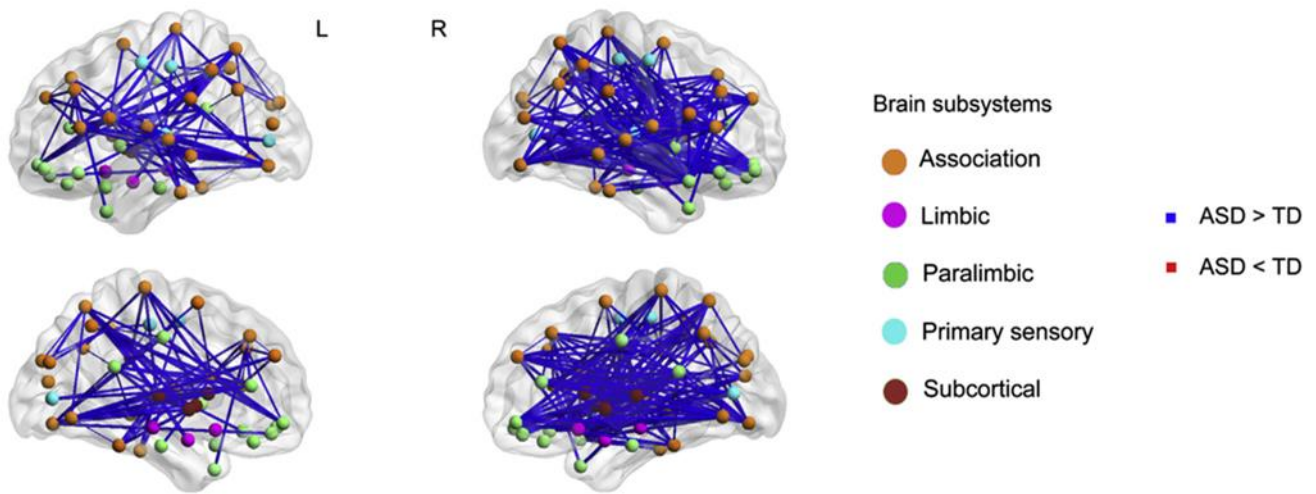 L
R
Brain subsystems
Association
Limbic
Paralimbic
Primary sensory
Subcortical
ASD > TD
ASD < TD